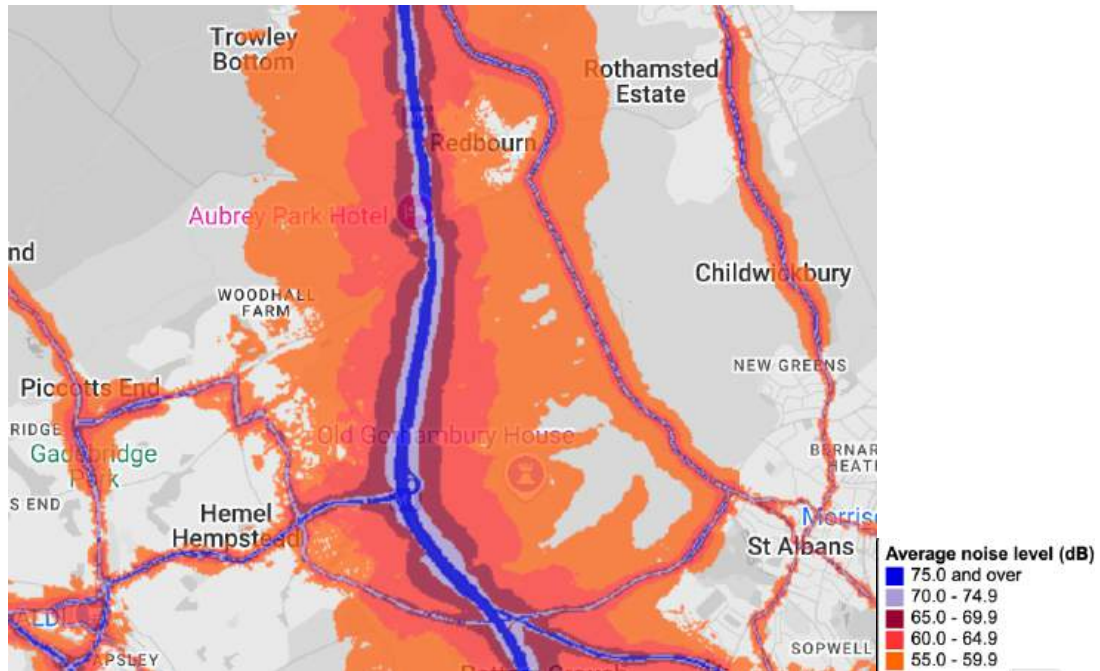 Trowley
Bottom
Rothamsted
Estate
Redbourn
Aubrey Park Hotel
nd
Childwickbury
WOODHALL
FARM
NEW GREENS
Piccotts End
RIDGE
Gadebridge
Park
Old Gorhambury House
BERNAR
HEATH
S END
Hemel
Hempstead
Morris
St Albans
ALDI
APSLEY
SOPWELL
Average noise level (dB)
75.0 and over
70.0 - 74.9
65.0 - 69.9
60.0 - 64.9
55.0 - 59.9